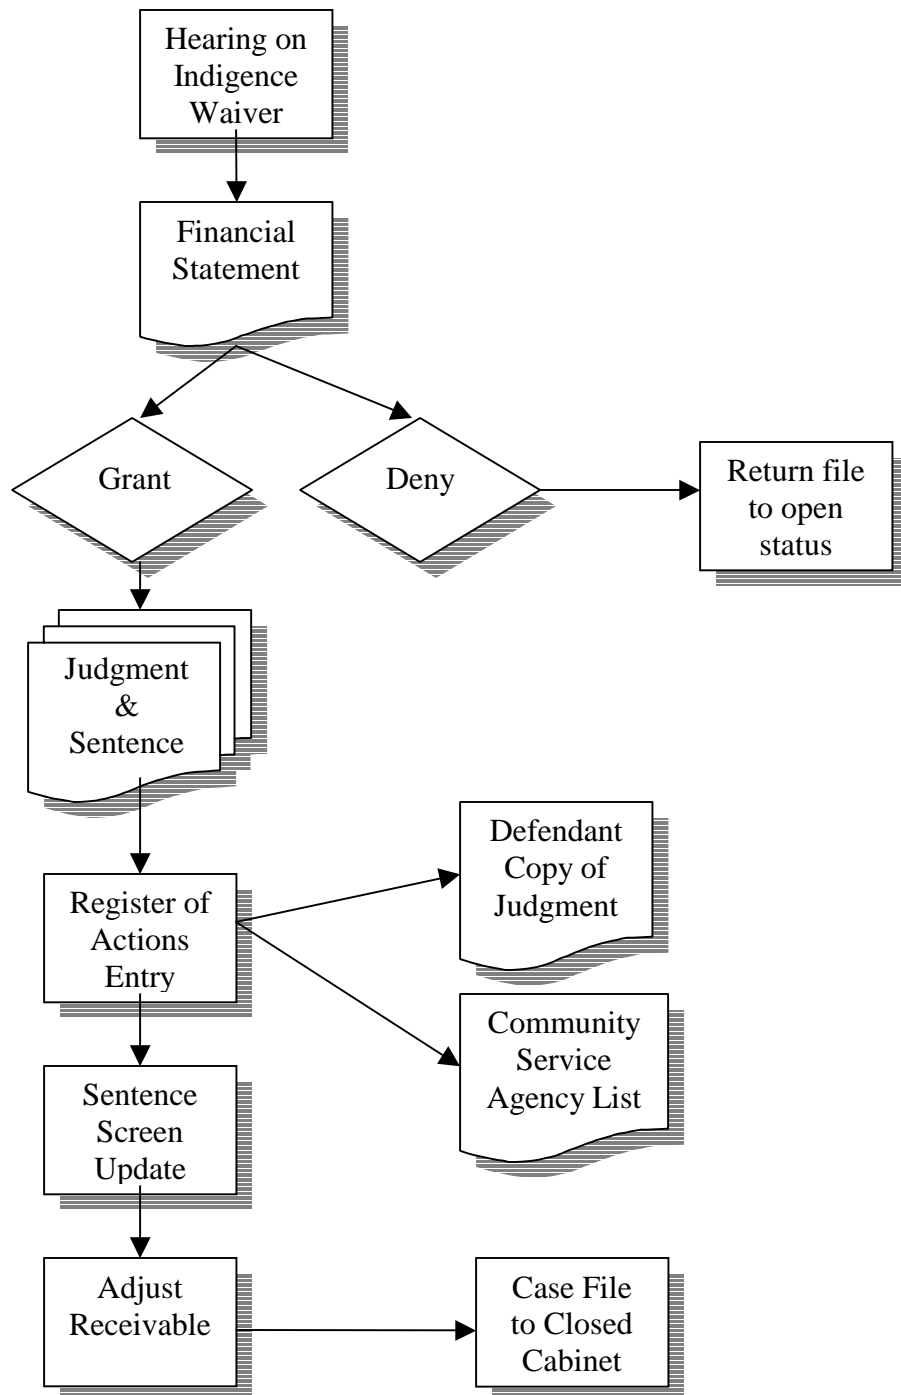 Hearing on
Indigence
Waiver
Financial
Statement
Grant
Deny
Return file
to open
status
Judgment
&
Sentence
Defendant
Copy of
Judgment
Register of
Actions
Entry
Community
Service
Agency List
Sentence
Screen
Update
Adjust
Receivable
Case File
to Closed
Cabinet